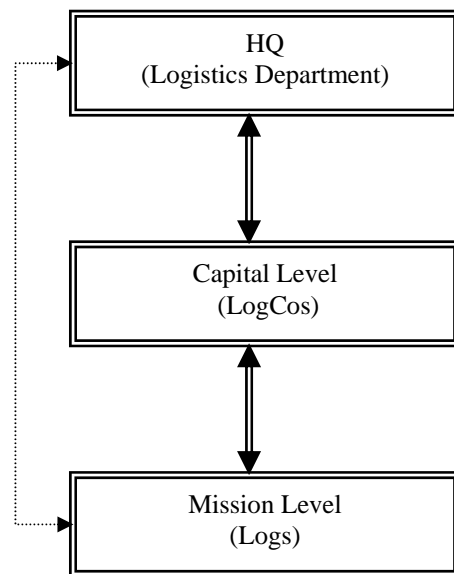 HQ
(Logistics Department)
Capital Level
(LogCos)
Mission Level
(Logs)